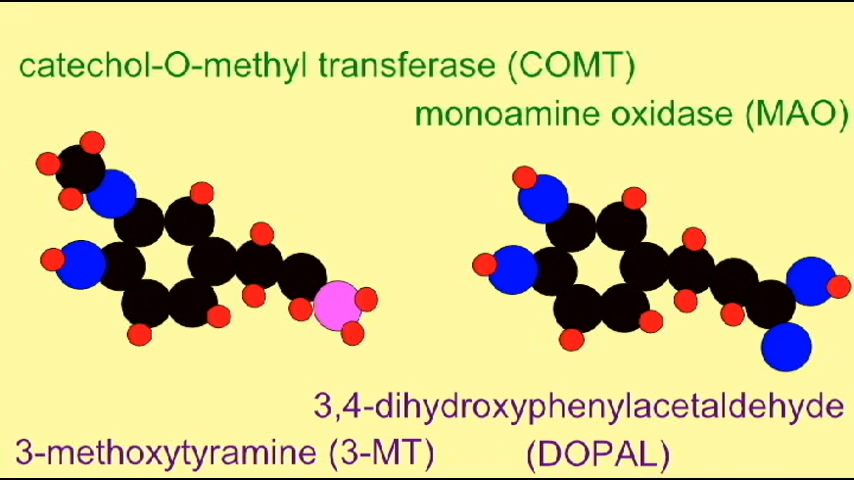 catechol-O-methyl transferase (COMT)
monoamine oxidase (MAO)
3,4-dihydroxyphenylacetaldehyde
(DOPAL)
3-methoxytyramine (3-MT)